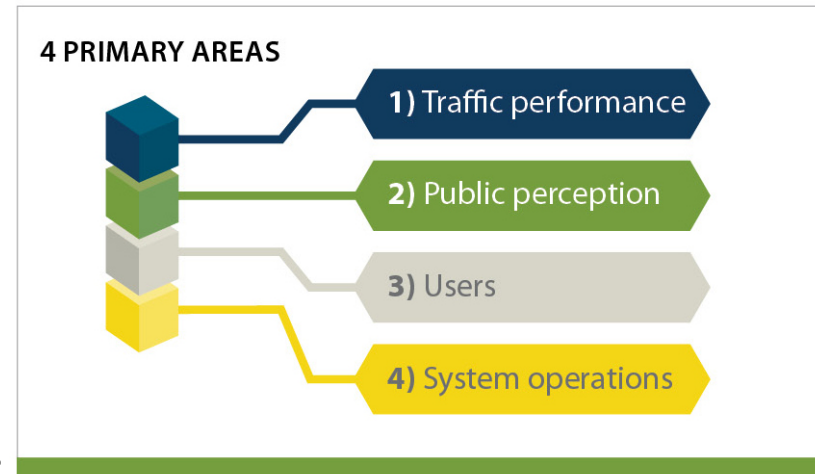 4 PRIMARY AREAS
1) Traffic performance
2) Public perception
3) Users
4) System operations